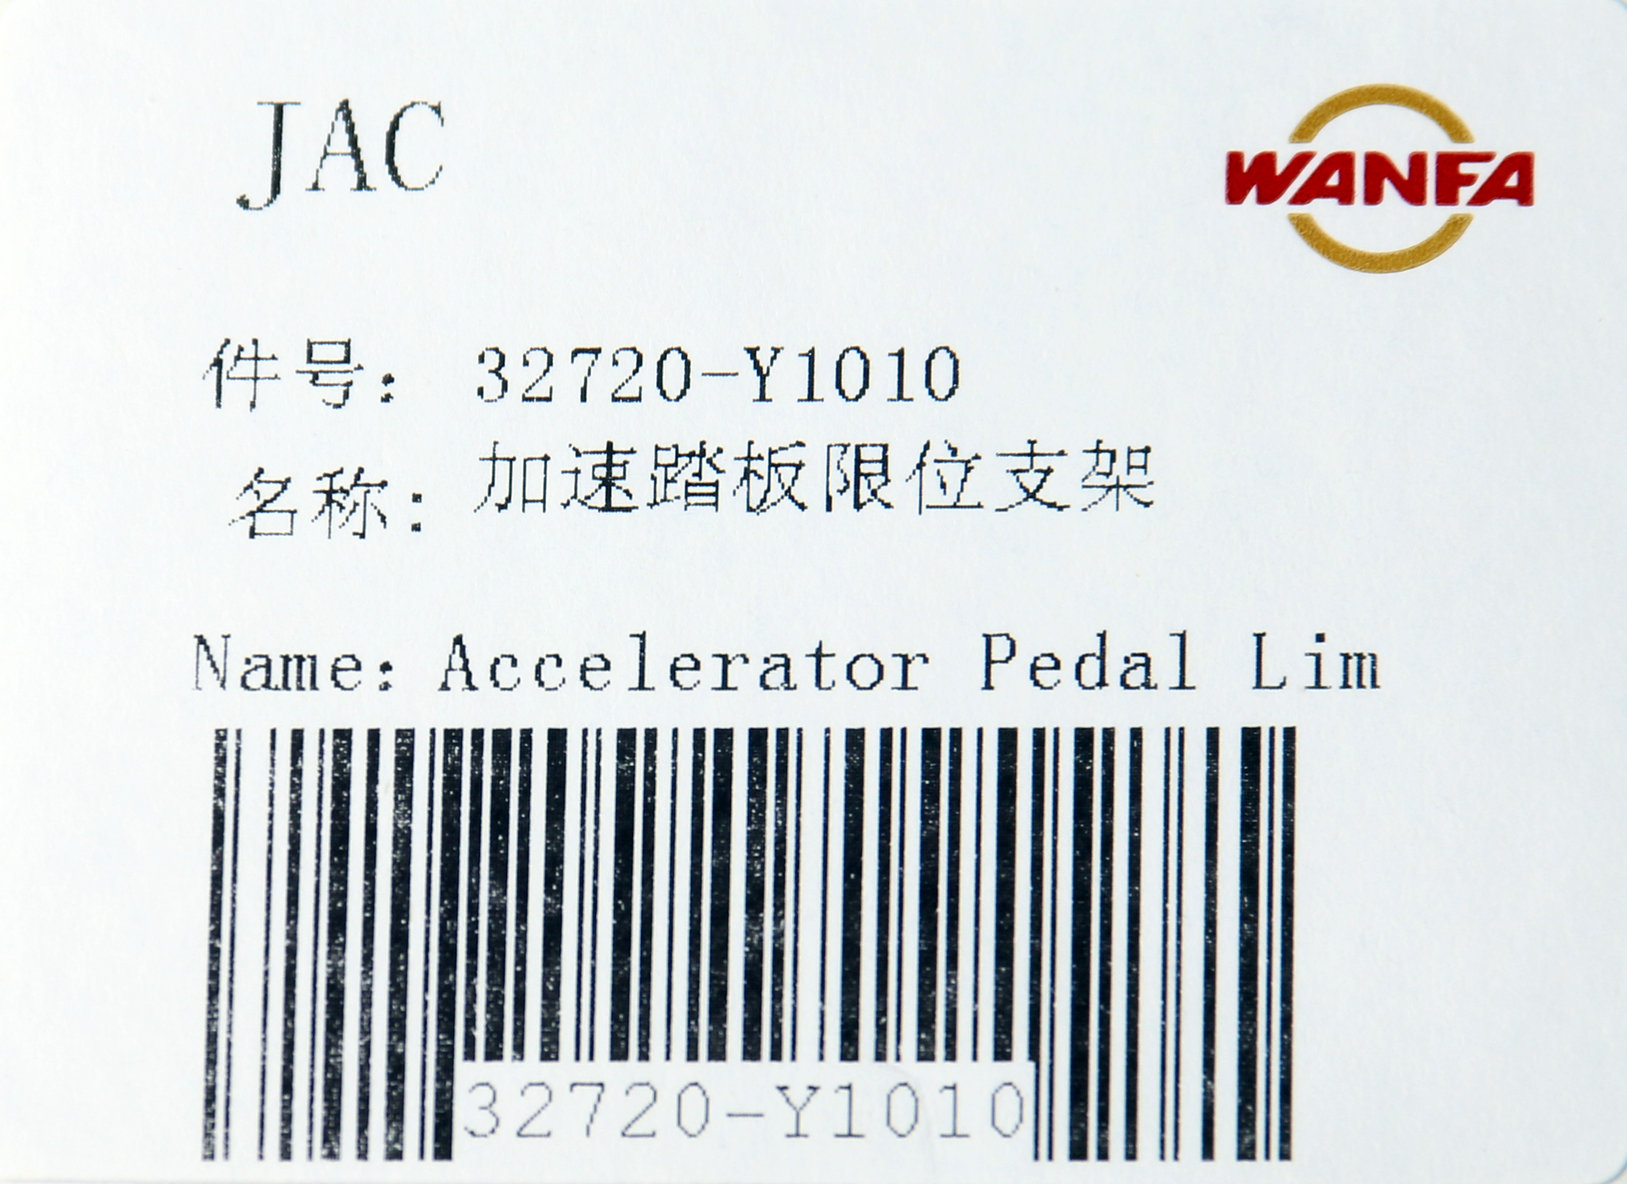 JAC
WANFA
件号： 32720-Y1010
名称： 加速踏板限位支架
Name: Accelerator Pedal Lim
32720-Y1010